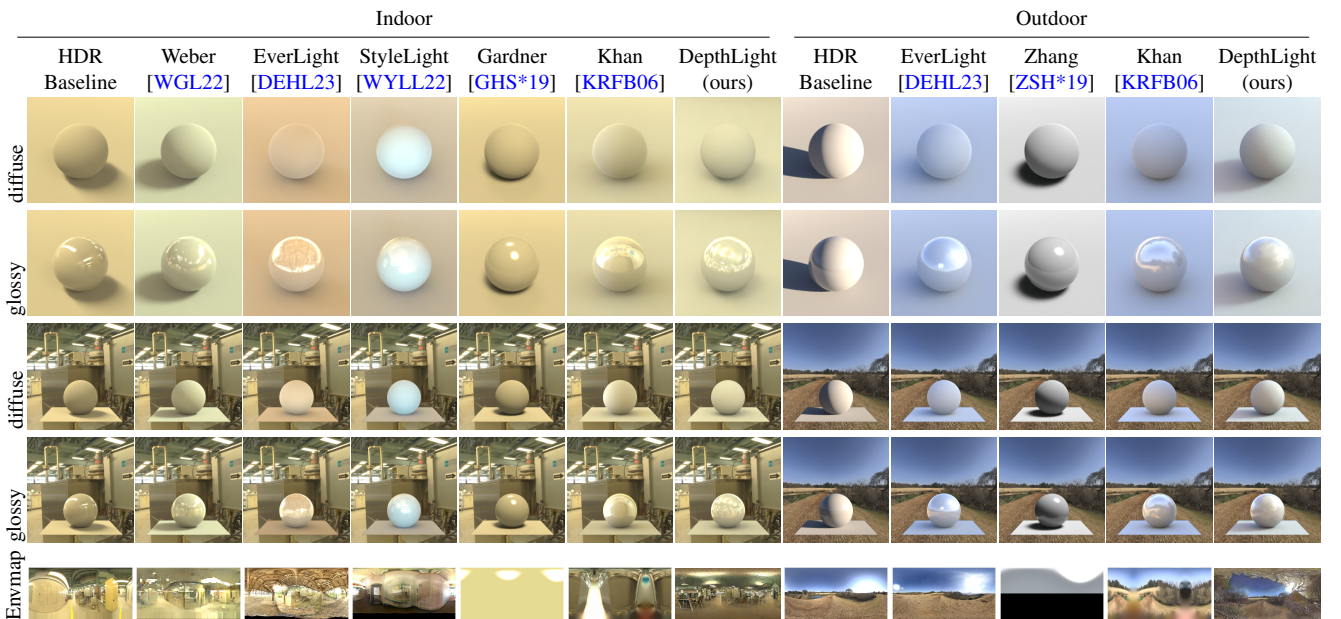 Indoor Outdoor
HDR Weber EverLight StyleLight Gardner Khan DepthLight HDR EverLight Zhang Khan DepthLight
Baseline [WGL22] [DEHL23] [WYLL22] [GHS*19] [KRFB06] (ours) Baseline [DEHL23] [ZSH*19] [KRFB06] (ours)
diffuse
glossy
diffuse
glossy
Envmap